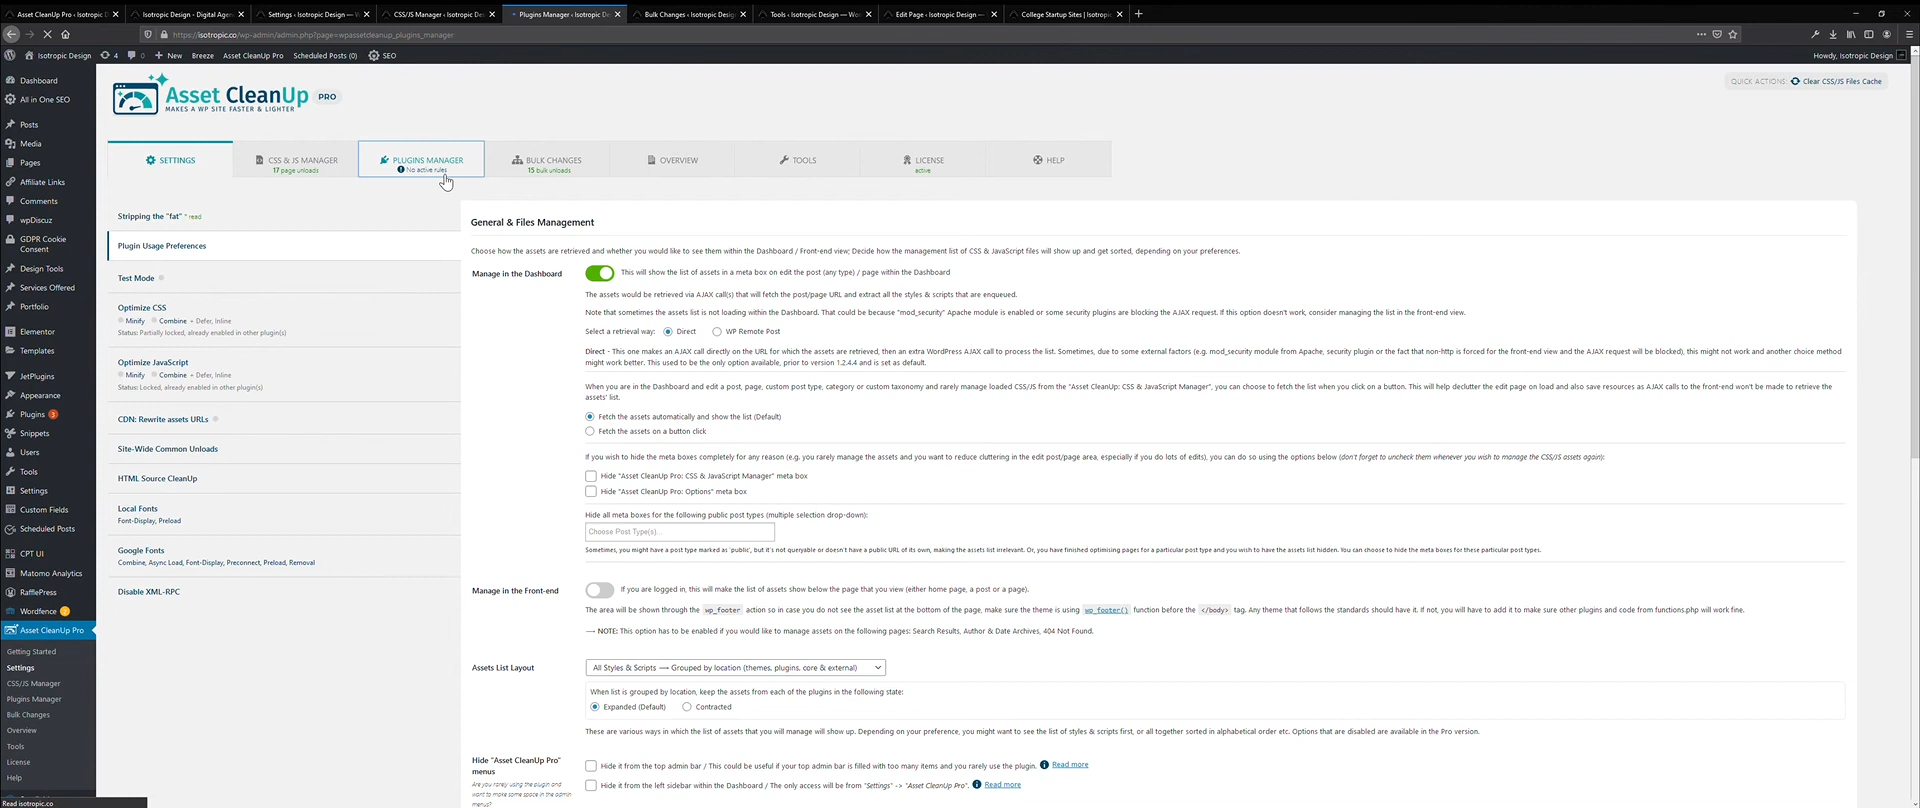 Asset CleanUp Pro ‹ Isotropic D
Isotropic Design - Digital Agen
Settings ‹ Isotropic Design — W
CSS/JS Manager ‹ Isotropic De
Plugins Manager ‹ Isotropic De
Bulk Changes ‹ Isotropic Desig
Tools ‹ Isotropic Design — Wo
Edit Page ‹ Isotropic Design —
College Startup Sites | Isotropic
https://isotropic.co/wp-admin/admin.php?page=wpassetcleanup_plugins_manager
Isotropic Design
4
New
Breeze
Asset CleanUp Pro
Scheduled Posts (0)
SEO
Howdy, Isotropic Design
Dashboard
All in One SEO
Posts
Media
Pages
Affiliate Links
Comments
wpDiscuz
GDPR Cookie
Consent
Design Tools
Services Offered
Portfolio
Elementor
Templates
JetPlugins
Appearance
Plugins 3
Snippets
Users
Tools
Settings
Custom Fields
Scheduled Posts
CPT UI
Matomo Analytics
RafflePress
Wordfence 2
Asset CleanUp Pro
Getting Started
Settings
CSS/JS Manager
Plugins Manager
Bulk Changes
Overview
Tools
License
Help
Read isotropic.co
Asset CleanUp PRO
MAKES A WP SITE FASTER & LIGHTER
QUICK ACTIONS: Clear CSS/JS Files Cache
SETTINGS
CSS & JS MANAGER
17 page unloads
PLUGINS MANAGER
No active rules
BULK CHANGES
15 bulk unloads
OVERVIEW
TOOLS
LICENSE
active
HELP
Stripping the "fat" * read
Plugin Usage Preferences
Test Mode
Optimize CSS
Minify Combine + Defer, Inline
Status: Partially locked, already enabled in other plugin(s)
Optimize JavaScript
Minify Combine + Defer, Inline
Status: Locked, already enabled in other plugin(s)
CDN: Rewrite assets URLs
Site-Wide Common Unloads
HTML Source CleanUp
Local Fonts
Font-Display, Preload
Google Fonts
Combine, Async Load, Font-Display, Preconnect, Preload, Removal
Disable XML-RPC
General & Files Management
Choose how the assets are retrieved and whether you would like to see them within the Dashboard / Front-end view; Decide how the management list of CSS & JavaScript files will show up and get sorted, depending on your preferences.
Manage in the Dashboard
This will show the list of assets in a meta box on edit the post (any type) / page within the Dashboard
The assets would be retrieved via AJAX call(s) that will fetch the post/page URL and extract all the styles & scripts that are enqueued.
Note that sometimes the assets list is not loading within the Dashboard. That could be because "mod_security" Apache module is enabled or some security plugins are blocking the AJAX request. If this option doesn't work, consider managing the list in the front-end view.
Select a retrieval way: Direct WP Remote Post
Direct - This one makes an AJAX call directly on the URL for which the assets are retrieved, then an extra WordPress AJAX call to process the list. Sometimes, due to some external factors (e.g. mod_security module from Apache, security plugin or the fact that non-http is forced for the front-end view and the AJAX request will be blocked), this might not work and another choice method
might work better. This used to be the only option available, prior to version 1.2.4.4 and is set as default.
When you are in the Dashboard and edit a post, page, custom post type, category or custom taxonomy and rarely manage loaded CSS/JS from the "Asset CleanUp: CSS & JavaScript Manager", you can choose to fetch the list when you click on a button. This will help declutter the edit page on load and also save resources as AJAX calls to the front-end won't be made to retrieve the
assets' list.
Fetch the assets automatically and show the list (Default)
Fetch the assets on a button click
If you wish to hide the meta boxes completely for any reason (e.g. you rarely manage the assets and you want to reduce cluttering in the edit post/page area, especially if you do lots of edits), you can do so using the options below (don't forget to uncheck them whenever you wish to manage the CSS/JS assets again):
Hide "Asset CleanUp Pro: CSS & JavaScript Manager" meta box
Hide "Asset CleanUp Pro: Options" meta box
Hide all meta boxes for the following public post types (multiple selection drop-down):
Choose Post Type(s)...
Sometimes, you might have a post type marked as 'public', but it's not queryable or doesn't have a public URL of its own, making the assets list irrelevant. Or, you have finished optimising pages for a particular post type and you wish to have the assets list hidden. You can choose to hide the meta boxes for these particular post types.
Manage in the Front-end
If you are logged in, this will make the list of assets show below the page that you view (either home page, a post or a page).
The area will be shown through the wp_footer action so in case you do not see the asset list at the bottom of the page, make sure the theme is using wp_footer() function before the </body> tag. Any theme that follows the standards should have it. If not, you will have to add it to make sure other plugins and code from functions.php will work fine.
⟶ NOTE: This option has to be enabled if you would like to manage assets on the following pages: Search Results, Author & Date Archives, 404 Not Found.
Assets List Layout
All Styles & Scripts ⟶ Grouped by location (themes, plugins, core & external)
When list is grouped by location, keep the assets from each of the plugins in the following state:
Expanded (Default) Contracted
These are various ways in which the list of assets that you will manage will show up. Depending on your preference, you might want to see the list of styles & scripts first, or all together sorted in alphabetical order etc. Options that are disabled are available in the Pro version.
Hide "Asset CleanUp Pro"
menus
Are you rarely using the plugin and
want to make some space in the admin
menus?
Hide it from the top admin bar / This could be useful if your top admin bar is filled with too many items and you rarely use the plugin. Read more
Hide it from the left sidebar within the Dashboard / The only access will be from "Settings" -> "Asset CleanUp Pro". Read more